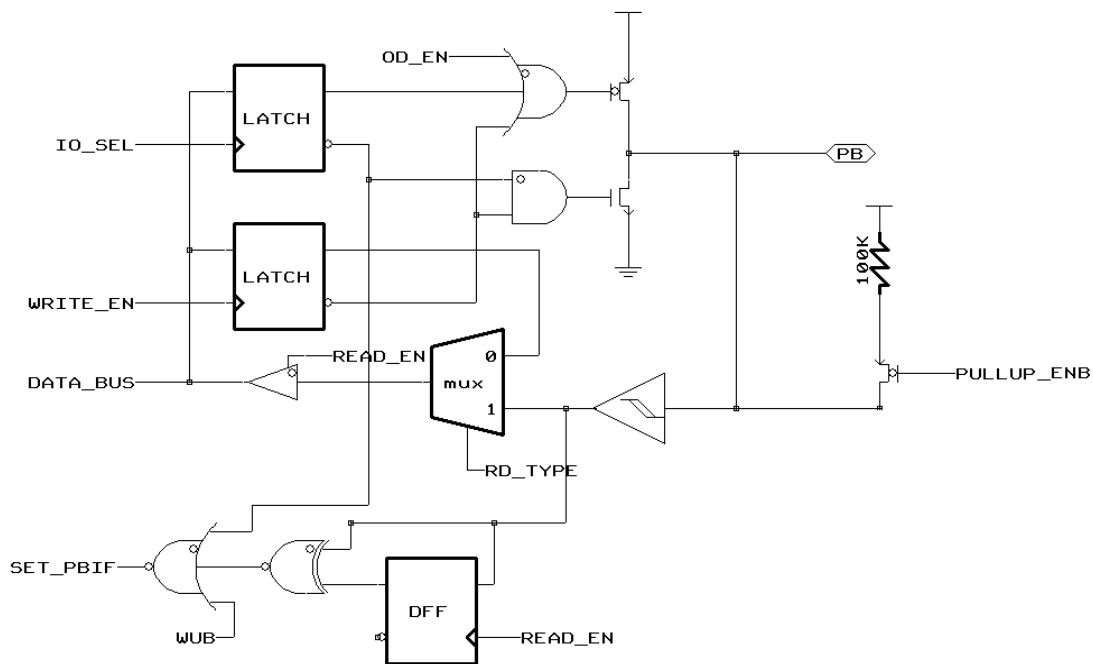 OD_EN
LATCH
IO_SEL
PB
LATCH
100K
WRITE_EN
READ_EN
0
DATA_BUS
mux
PULLUP_ENB
1
RD_TYPE
SET_PBIF
DFF
WUB
READ_EN